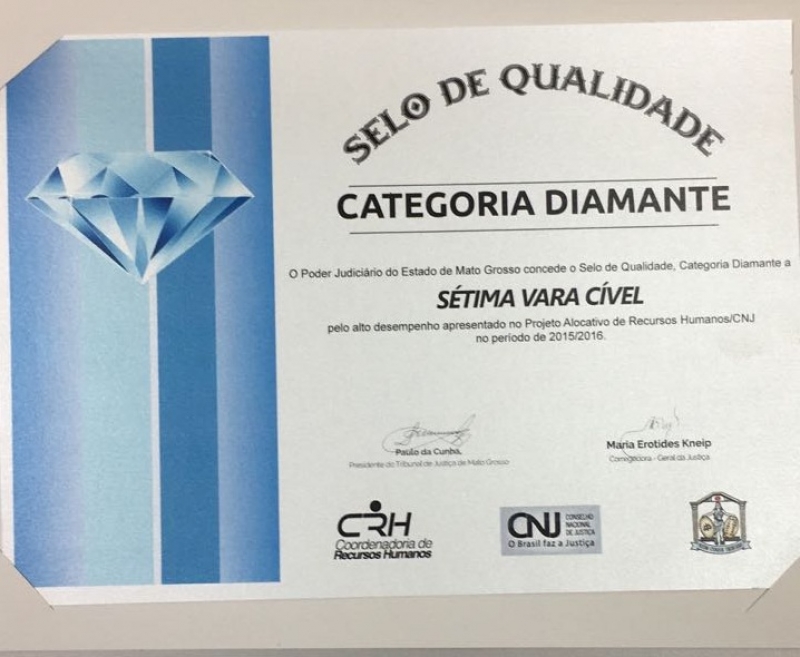 SELO DE QUALIDADE
CATEGORIA DIAMANTE
O Poder Judiciário do Estado de Mato Grosso concede o Selo de Qualidade, Categoria Diamante a
SÉTIMA VARA CÍVEL
pelo alto desempenho apresentado no Projeto Alocativo de Recursos Humanos/CNJ
no período de 2015/2016.
Paulo da Cunha,
Presidente do Tribunal de Justiça de Mato Grosso
Maria Erotides Kneip
Corregedora - Geral da Justiça
CRH
Coordenadoria de
Recursos Humanos
CNJ
CONSELHO
NACIONAL
DE JUSTIÇA
O Brasil faz a Justiça